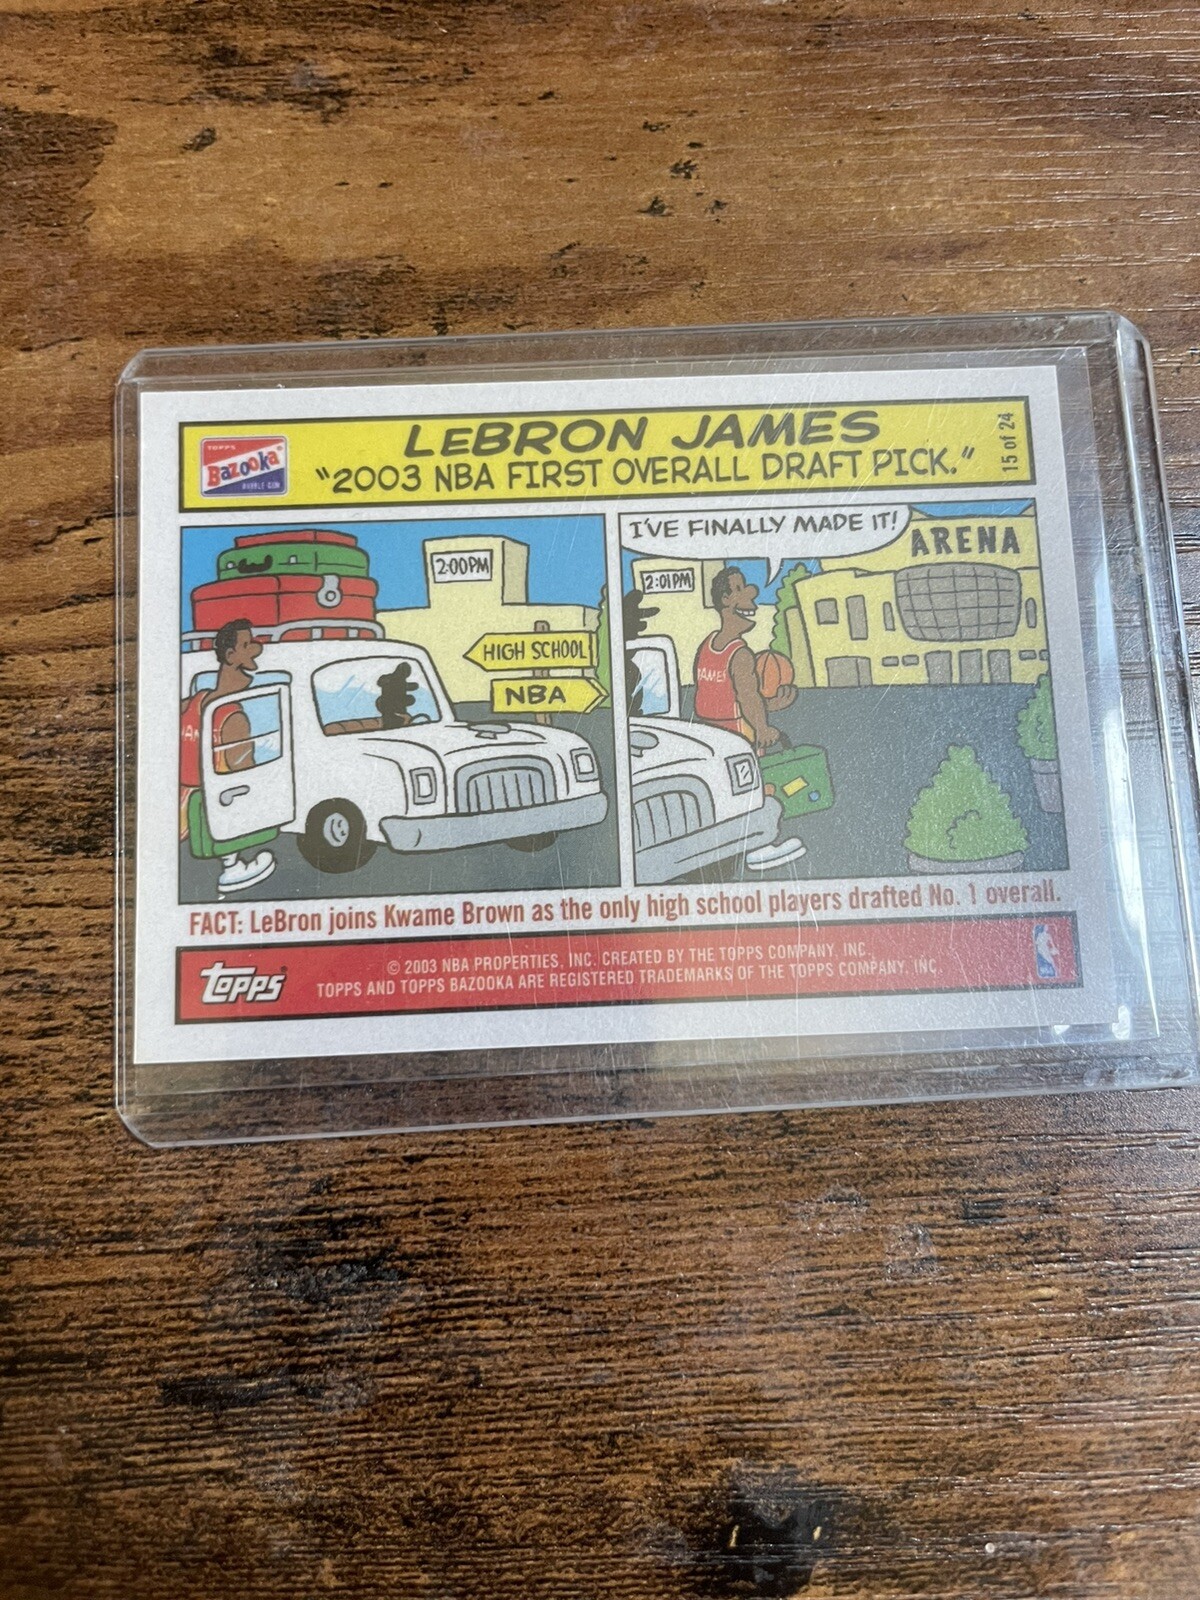 TOPPS
Bazooka
BUBBLE GUM
LEBRON JAMES
"2003 NBA FIRST OVERALL DRAFT PICK."
15 of 24
2:00PM
HIGH SCHOOL
NBA
I'VE FINALLY MADE IT!
ARENA
2:01PM
FACT: LeBron joins Kwame Brown as the only high school players drafted No. 1 overall.
topps
© 2003 NBA PROPERTIES, INC. CREATED BY THE TOPPS COMPANY, INC.
TOPPS AND TOPPS BAZOOKA ARE REGISTERED TRADEMARKS OF THE TOPPS COMPANY, INC.